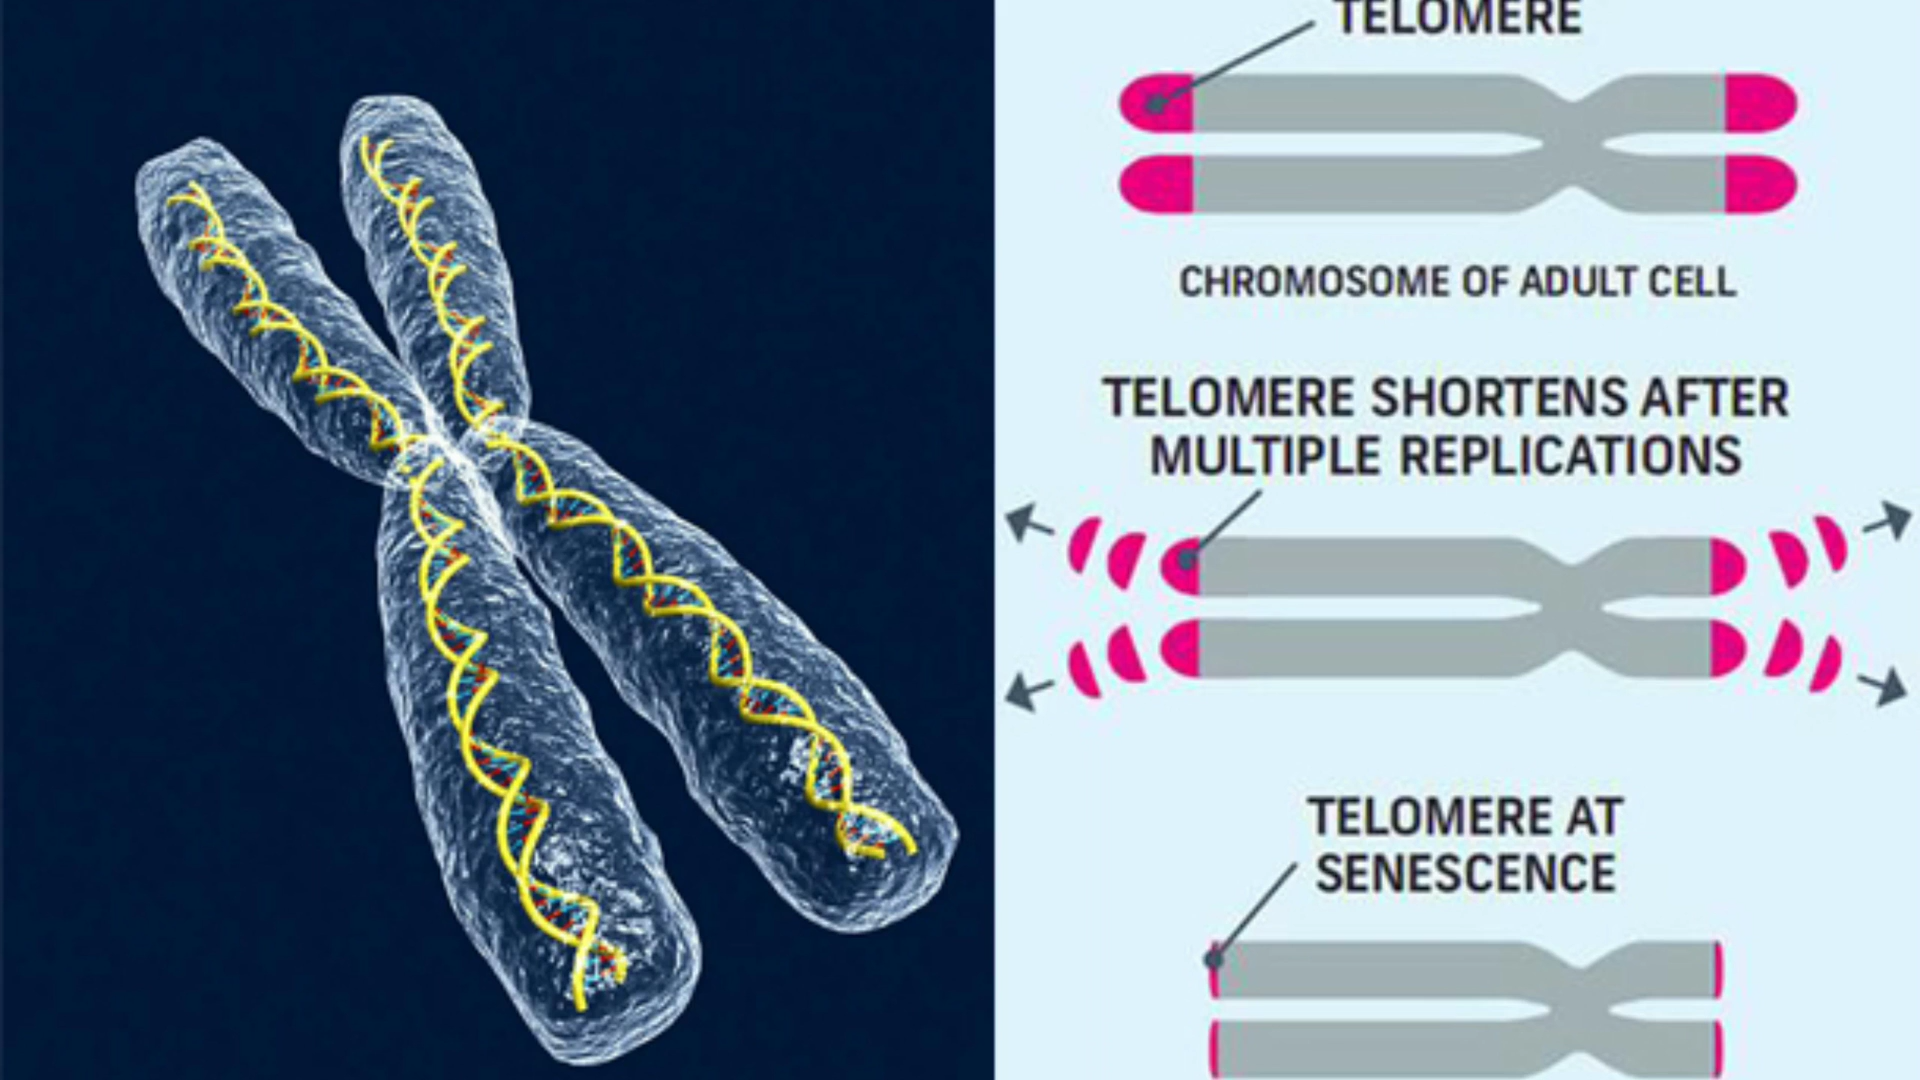 TELOMERE
CHROMOSOME OF ADULT CELL
TELOMERE SHORTENS AFTER
MULTIPLE REPLICATIONS
TELOMERE AT
SENESCENCE